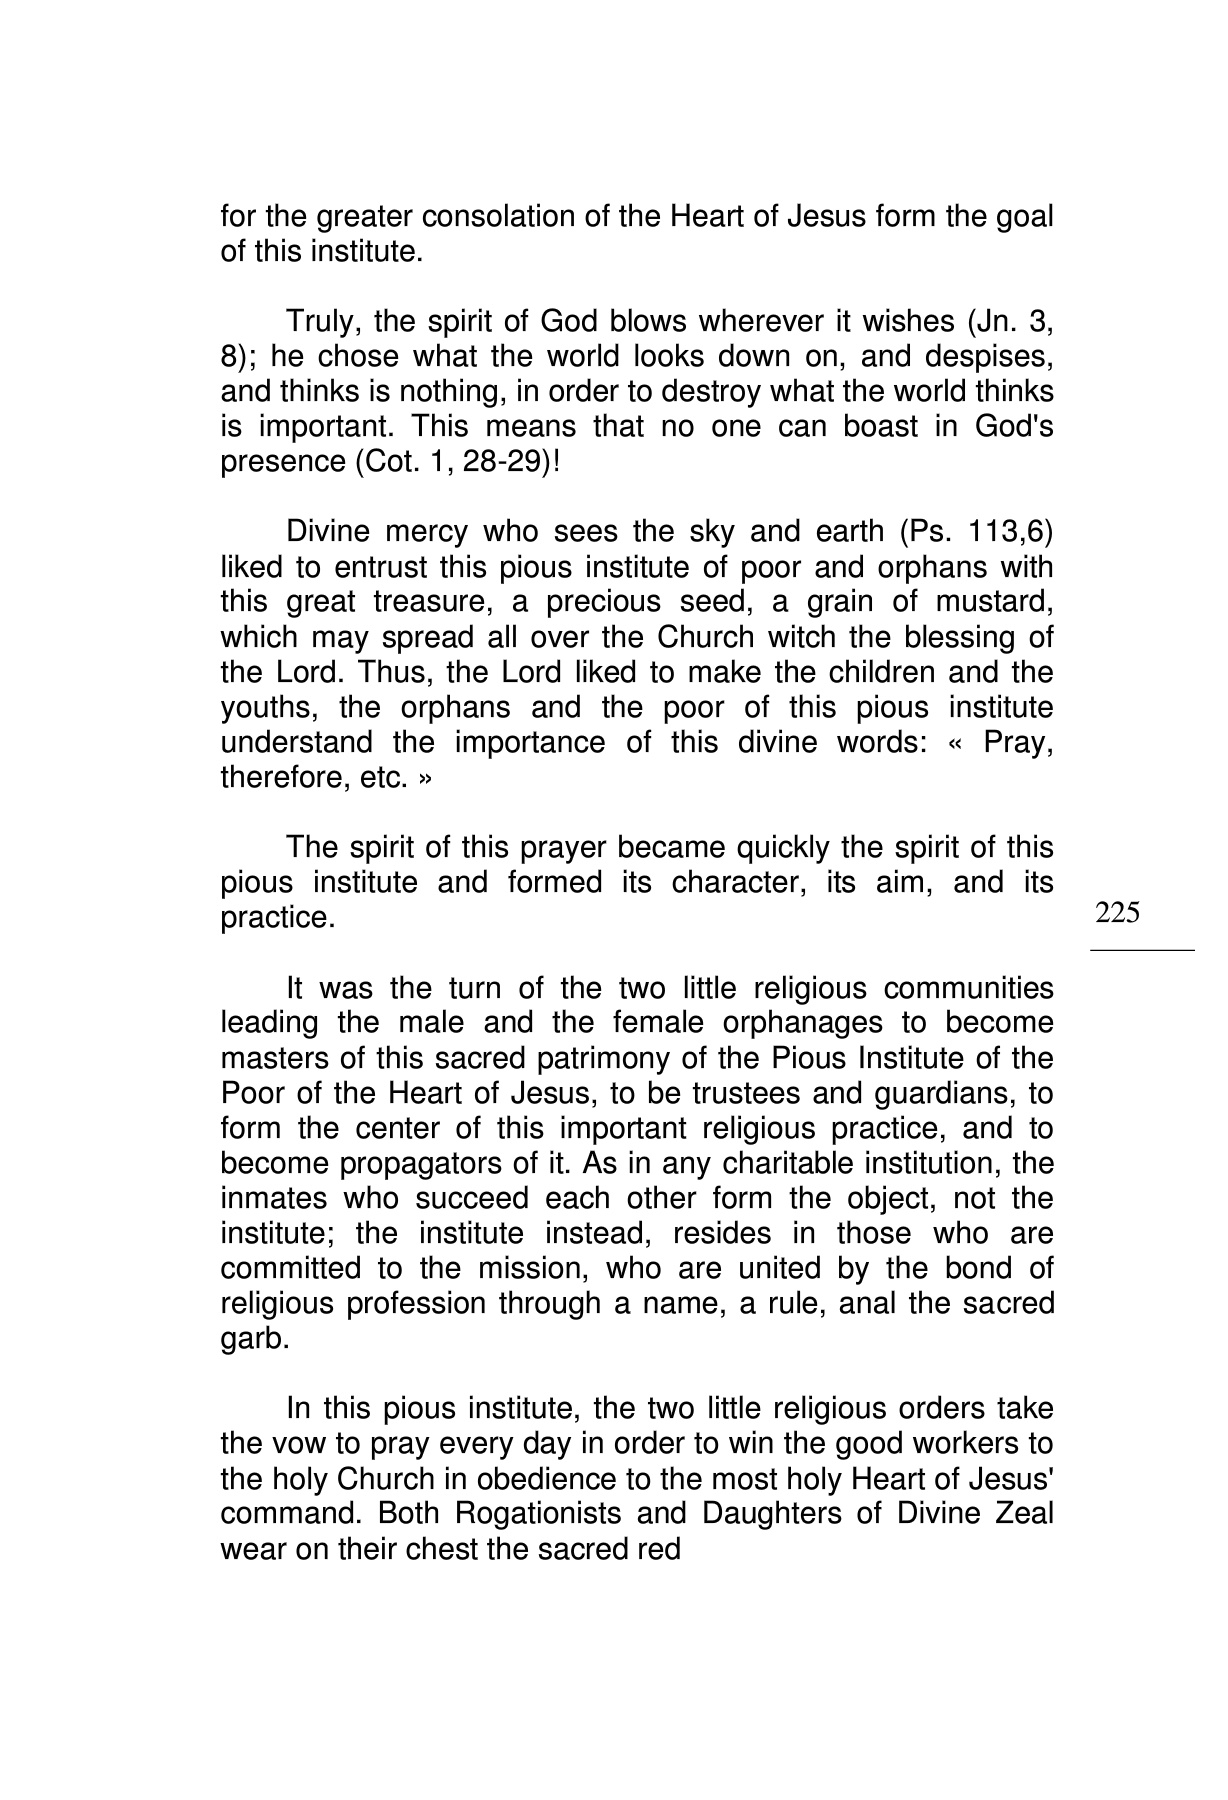 for the greater consolation of the Heart of Jesus form the goal
of this institute.
Truly, the spirit of God blows wherever it wishes (Jn. 3,
8); he chose what the world looks down on, and despises,
and thinks is nothing, in order to destroy what the world thinks
is important. This means that no one can boast in God's
presence (Cot. 1, 28-29)!
Divine mercy who sees the sky and earth (Ps. 113,6)
liked to entrust this pious institute of poor and orphans with
this great treasure, a precious seed, a grain of mustard,
which may spread all over the Church witch the blessing of
the Lord. Thus, the Lord liked to make the children and the
youths, the orphans and the poor of this pious institute
understand the importance of this divine words: « Pray,
therefore, etc. »
The spirit of this prayer became quickly the spirit of this
pious institute and formed its character, its aim, and its
practice.
225
It was the turn of the two little religious communities
leading the male and the female orphanages to become
masters of this sacred patrimony of the Pious Institute of the
Poor of the Heart of Jesus, to be trustees and guardians, to
form the center of this important religious practice, and to
become propagators of it. As in any charitable institution, the
inmates who succeed each other form the object, not the
institute; the institute instead, resides in those who are
committed to the mission, who are united by the bond of
religious profession through a name, a rule, anal the sacred
garb.
In this pious institute, the two little religious orders take
the vow to pray every day in order to win the good workers to
the holy Church in obedience to the most holy Heart of Jesus'
command. Both Rogationists and Daughters of Divine Zeal
wear on their chest the sacred red